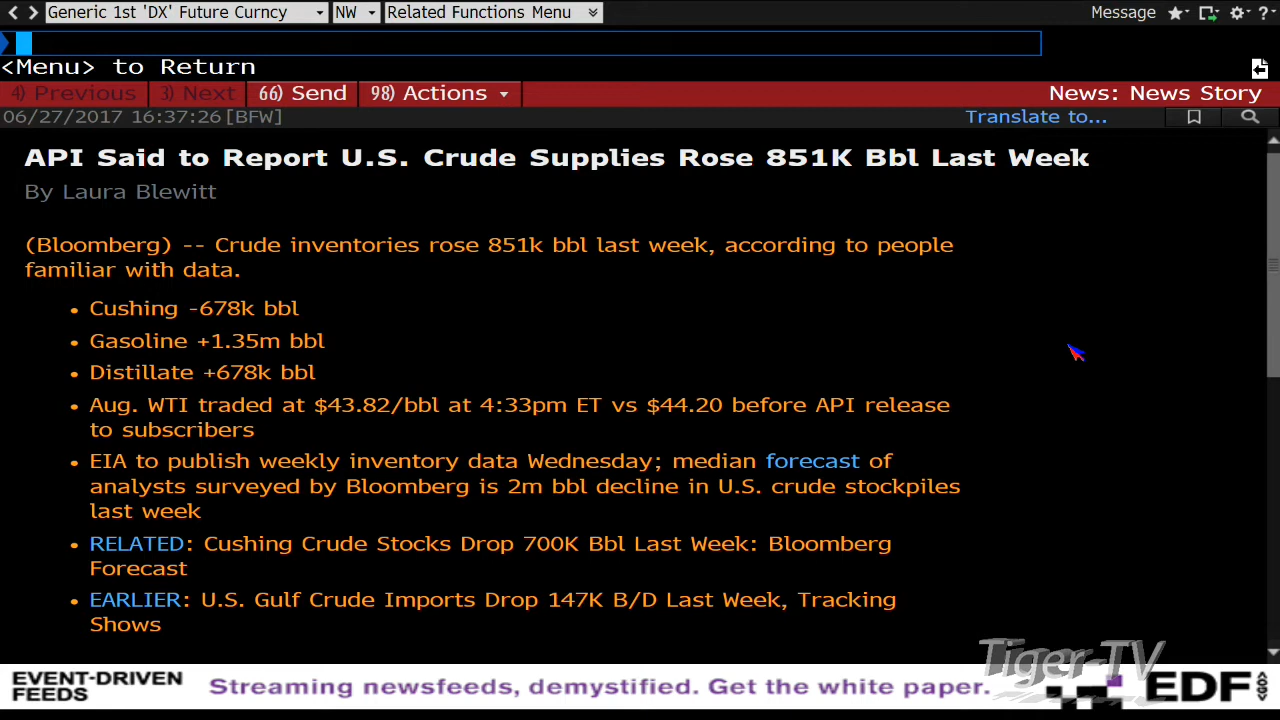 Generic 1st 'DX' Future Curncy NW Related Functions Menu Message ?
<Menu> to Return
4) Previous 3) Next 66) Send 98) Actions News: News Story
06/27/2017 16:37:26 [BFW] Translate to...
API Said to Report U.S. Crude Supplies Rose 851K Bbl Last Week
By Laura Blewitt
(Bloomberg) -- Crude inventories rose 851k bbl last week, according to people
familiar with data.
• Cushing -678k bbl
• Gasoline +1.35m bbl
• Distillate +678k bbl
• Aug. WTI traded at $43.82/bbl at 4:33pm ET vs $44.20 before API release
to subscribers
• EIA to publish weekly inventory data Wednesday; median forecast of
analysts surveyed by Bloomberg is 2m bbl decline in U.S. crude stockpiles
last week
• RELATED: Cushing Crude Stocks Drop 700K Bbl Last Week: Bloomberg
Forecast
• EARLIER: U.S. Gulf Crude Imports Drop 147K B/D Last Week, Tracking
Shows
Tiger-TV
EVENT-DRIVEN
FEEDS
Streaming newsfeeds, demystified. Get the white paper.
EDF